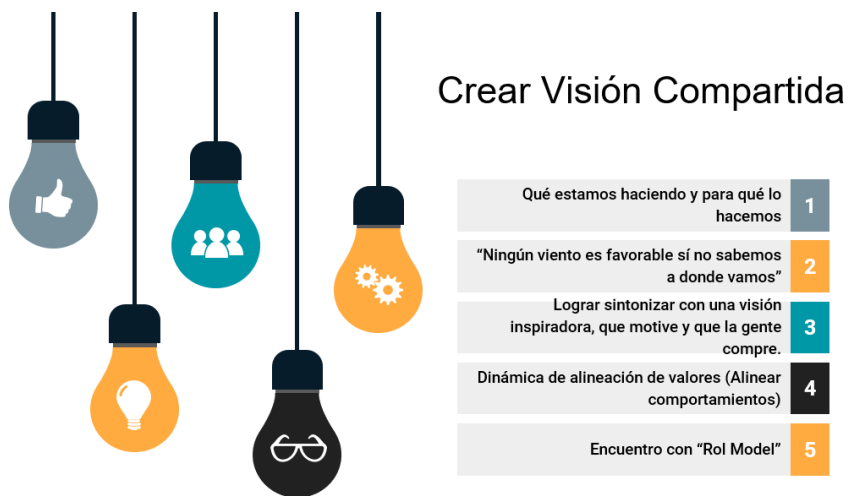 Crear Visión Compartida
Qué estamos haciendo y para qué lo
hacemos
1
“Ningún viento es favorable sí no sabemos
a donde vamos”
2
Lograr sintonizar con una visión
inspiradora, que motive y que la gente
compre.
3
Dinámica de alineación de valores (Alinear
comportamientos)
4
Encuentro con “Rol Model”
5